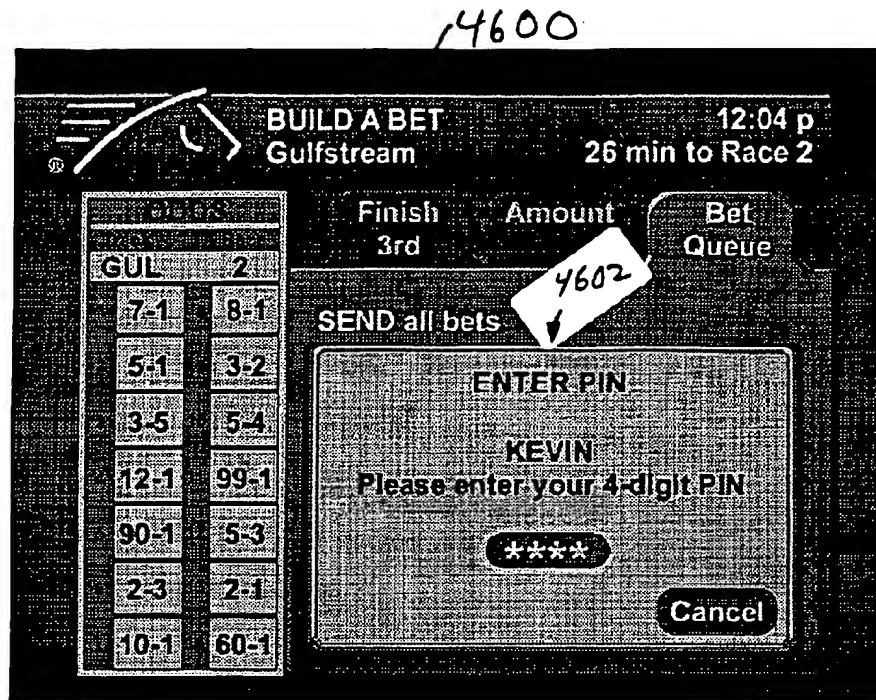 4600
BUILD A BET
12:04 p
Gulfstream
26 min to Race 2
®
Finish
3rd
Amount
Bet
Queue
GUL 2
4602
7-1 8-1
SEND all bets
5-1 3-2
ENTER PIN
3-5 5-4
KEVIN
12-1 99-1
Please enter your 4-digit PIN
90-1 5-3
****
2-3 2-1
Cancel
10-1 60-1